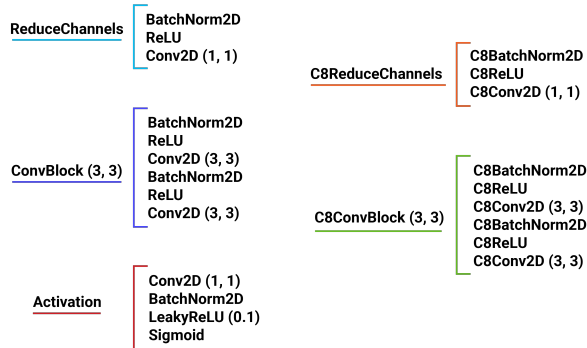 ReduceChannels
BatchNorm2D
ReLU
Conv2D (1, 1)
ConvBlock (3, 3)
BatchNorm2D
ReLU
Conv2D (3, 3)
BatchNorm2D
ReLU
Conv2D (3, 3)
Activation
Conv2D (1, 1)
BatchNorm2D
LeakyReLU (0.1)
Sigmoid
C8ReduceChannels
C8BatchNorm2D
C8ReLU
C8Conv2D (1, 1)
C8ConvBlock (3, 3)
C8BatchNorm2D
C8ReLU
C8Conv2D (3, 3)
C8BatchNorm2D
C8ReLU
C8Conv2D (3, 3)